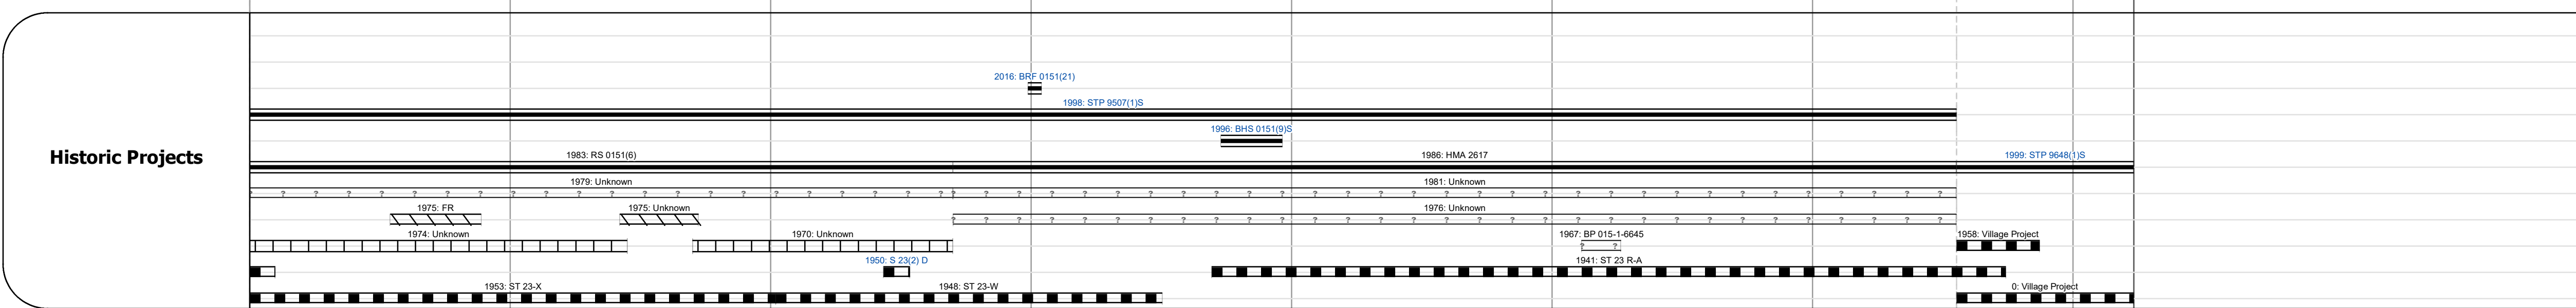 2016: BRF 0151(21)
1998: STP 9507(1)S
1996: BHS 0151(9)S
Historic Projects
1983: RS 0151(6) 1986: HMA 2617 1999: STP 9648(1)S
1979: Unknown 1981: Unknown
? ? ? ? ? ? ? ? ? ? ? ? ? ? ? ? ? ? ? ? ? ? ? ? ? ? ? ? ? ? ? ? ? ? ? ? ? ? ? ? ? ? ? ? ? ? ? ? ? ? ? ? ? ?
1975: FR 1975: Unknown 1976: Unknown
? ? ? ? ? ? ? ? ? ? ? ? ? ? ? ? ? ? ? ? ? ? ? ? ? ? ? ? ? ? ?
1974: Unknown 1970: Unknown 1967: BP 015-1-6645 1958: Village Project
? ?
1950: S 23(2) D 1941: ST 23 R-A
1953: ST 23-X 1948: ST 23-W 0: Village Project